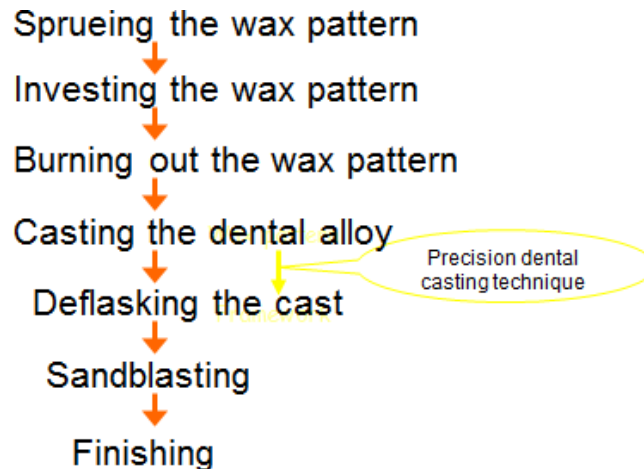 Sprueing the wax pattern
Investing the wax pattern
Burning out the wax pattern
Casting the dental alloy
Precision dental
casting technique
Deflasking the cast
Sandblasting
Finishing